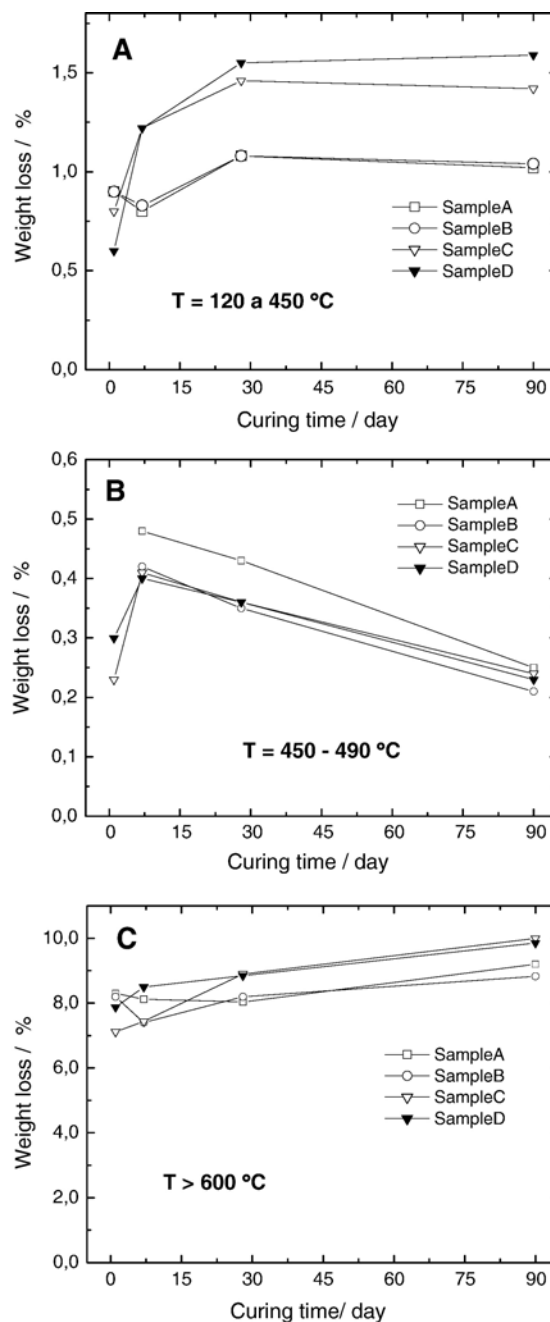 A
1,5
1,0
0,5
0,0
Weight loss / %
SampleA
SampleB
SampleC
SampleD
T = 120 a 450 ºC
0 15 30 45 60 75 90
Curing time / day
B
0,6
0,5
0,4
0,3
0,2
0,1
0,0
Weight loss / %
SampleA
SampleB
SampleC
SampleD
T = 450 - 490 ºC
0 15 30 45 60 75 90
Curing time / day
C
10,0
8,0
6,0
4,0
2,0
0,0
Weight loss / %
SampleA
SampleB
SampleC
SampleD
T > 600 ºC
0 15 30 45 60 75 90
Curing time/ day